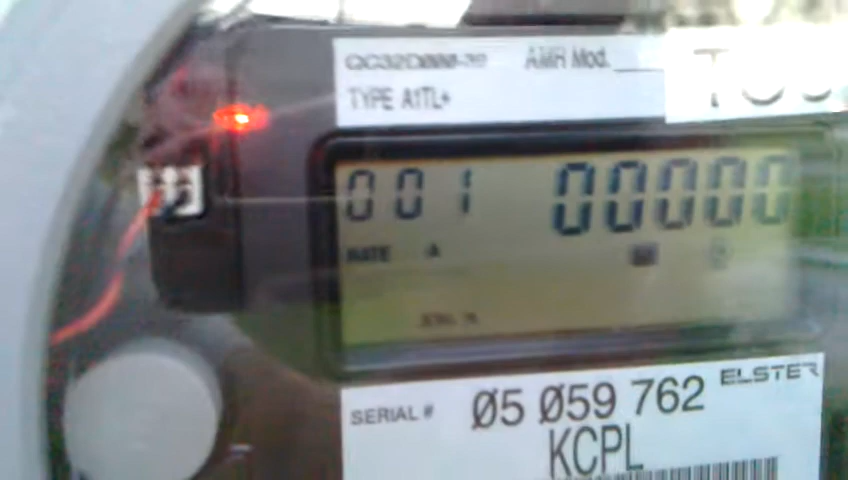 AMR Mod.
TYPE A1TL+
001 00000
RATE A
ELSTER
SERIAL # Ø5 Ø59 762
KCPL